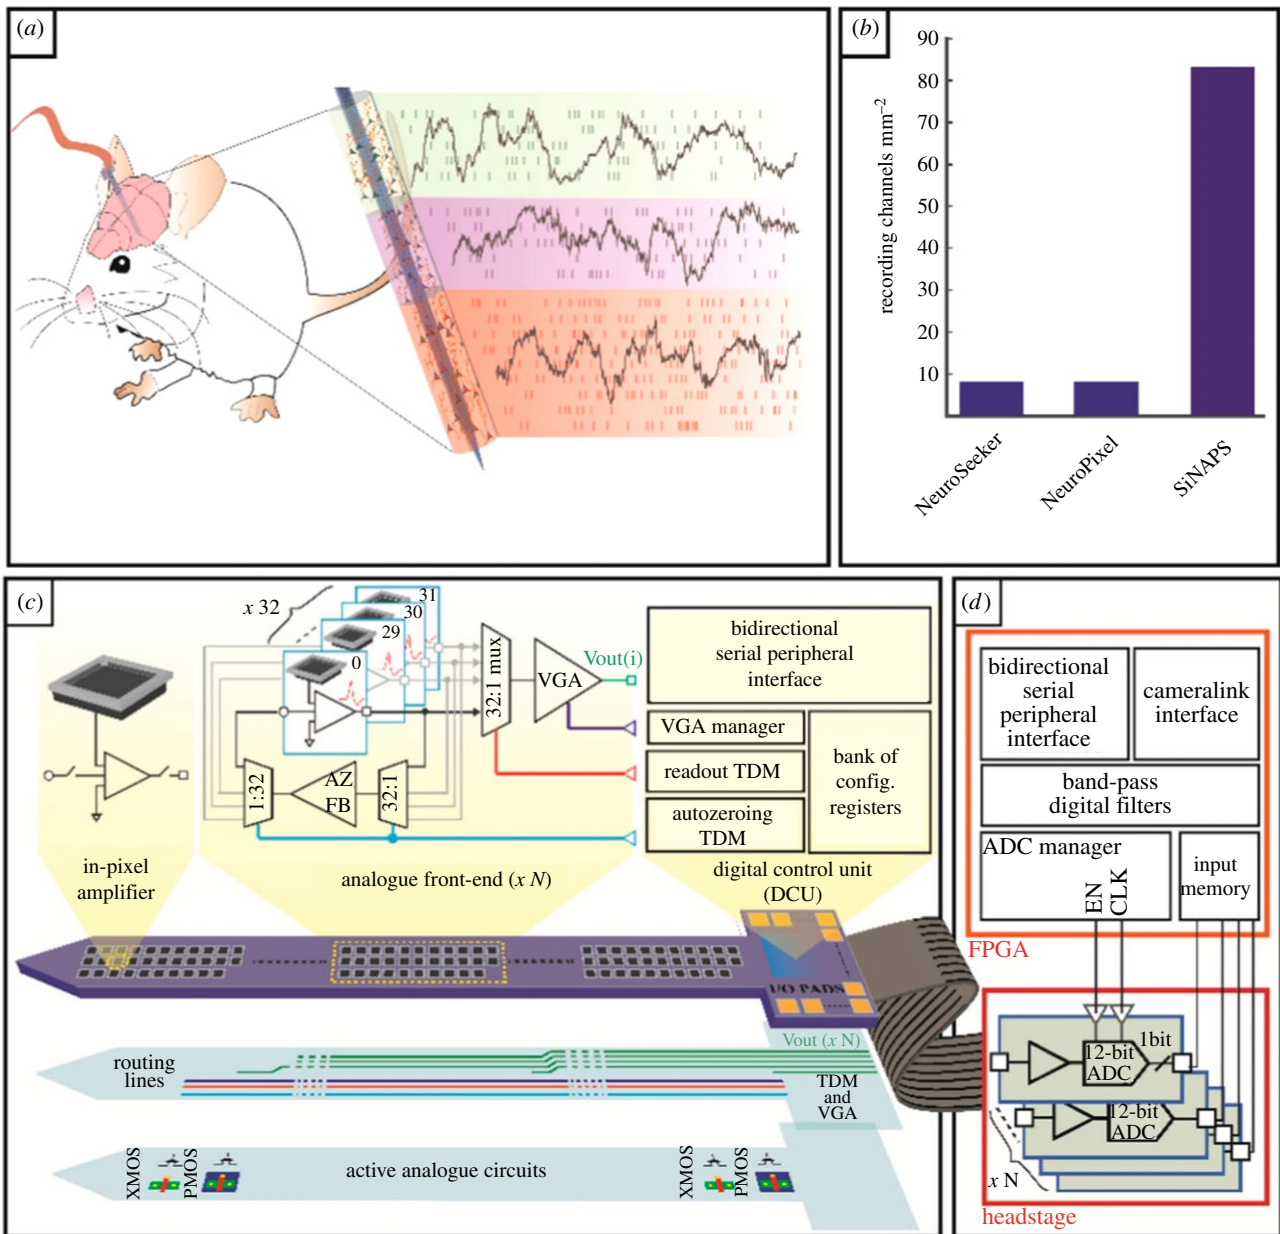 (a)
(b)
90
80
70
60
50
40
30
20
10
recording channels mm⁻²
NeuroSeeker
NeuroPixel
SiNAPS
(c)
x 32
31
30
29
0
32:1 mux
VGA
Vout(i)
1:32
AZ
FB
32:1
in-pixel
amplifier
analogue front-end (x N)
bidirectional
serial peripheral
interface
VGA manager
readout TDM
autozeroing
TDM
bank of
config.
registers
digital control unit
(DCU)
I/O PADS
routing
lines
Vout (x N)
TDM
and
VGA
XMOS
PMOS
active analogue circuits
XMOS
PMOS
(d)
bidirectional
serial
peripheral
interface
cameralink
interface
band-pass
digital filters
ADC manager
EN
CLK
input
memory
FPGA
12-bit
ADC
1bit
12-bit
ADC
x N
headstage